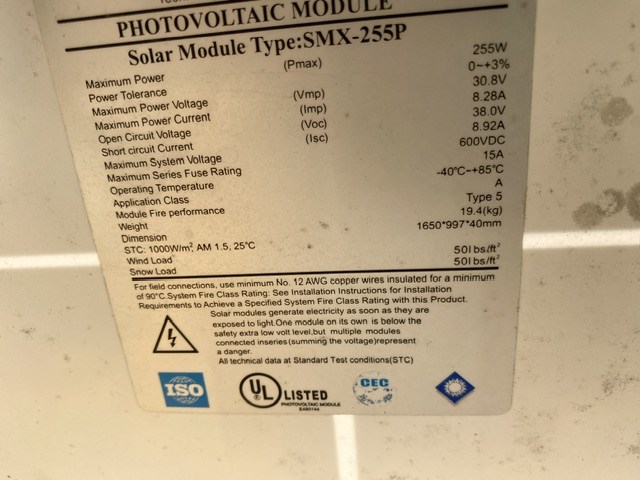 PHOTOVOLTAIC MODULE
Solar Module Type:SMX-255P
Maximum Power (Pmax) 255W
Power Tolerance 0~+3%
Maximum Power Voltage (Vmp) 30.8V
Maximum Power Current (Imp) 8.28A
Open Circuit Voltage (Voc) 38.0V
Short circuit Current (Isc) 8.92A
Maximum System Voltage 600VDC
Maximum Series Fuse Rating 15A
Operating Temperature -40°C~+85°C
Application Class A
Module Fire performance Type 5
Weight 19.4(kg)
Dimension 1650*997*40mm
STC: 1000W/m², AM 1.5, 25°C
Wind Load 50lbs/ft²
Snow Load 50lbs/ft²
For field connections, use minimum No. 12 AWG copper wires insulated for a minimum
of 90°C.System Fire Class Rating: See Installation Instructions for Installation
Requirements to Achieve a Specified System Fire Class Rating with this Product.
Solar modules generate electricity as soon as they are
exposed to light.One module on its own is below the
safety extra low voltage level,but multiple modules
connected inseries(summing the voltage)represent
a danger.
All technical data at Standard Test conditions(STC)
ISO
UL LISTED
PHOTOVOLTAIC MODULE
CEC